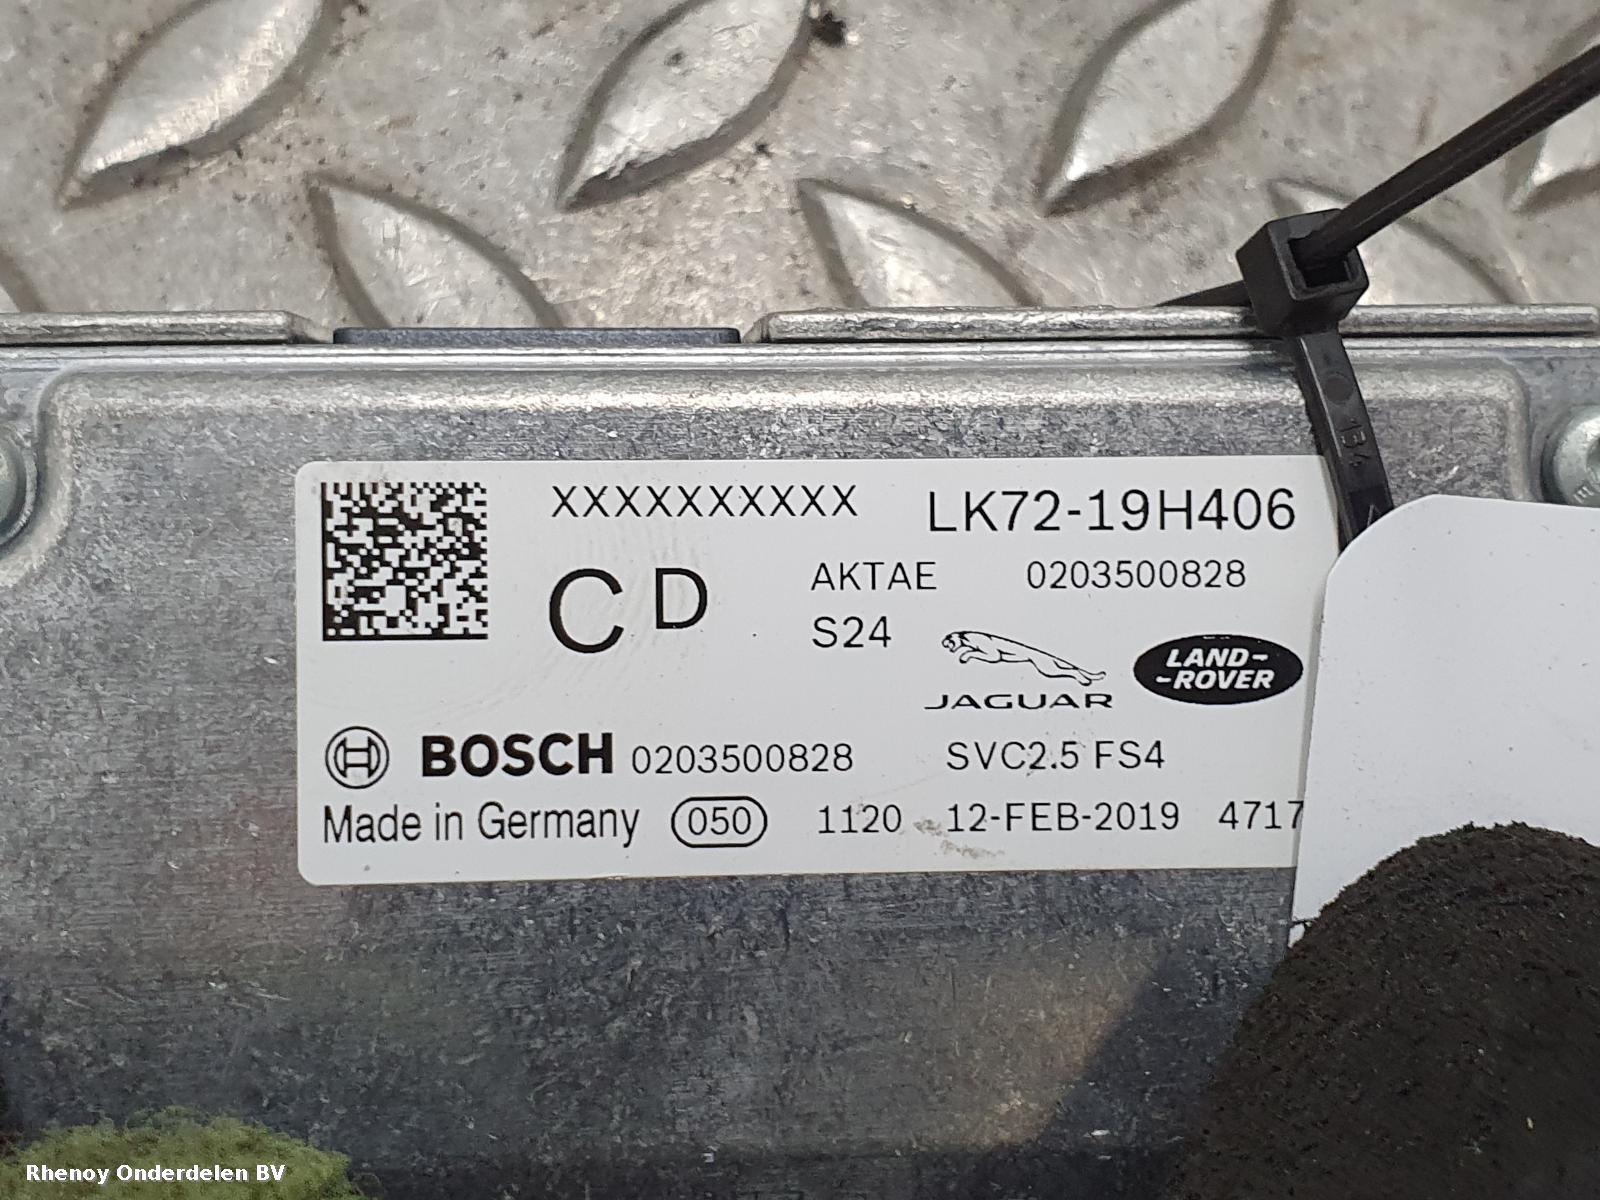 XXXXXXXXXX LK72-19H406
C D AKTAE 0203500828
S24
JAGUAR
LAND-
-ROVER
BOSCH 0203500828 SVC2.5 FS4
Made in Germany 050 1120 12-FEB-2019 4717
Rhenoy Onderdelen BV